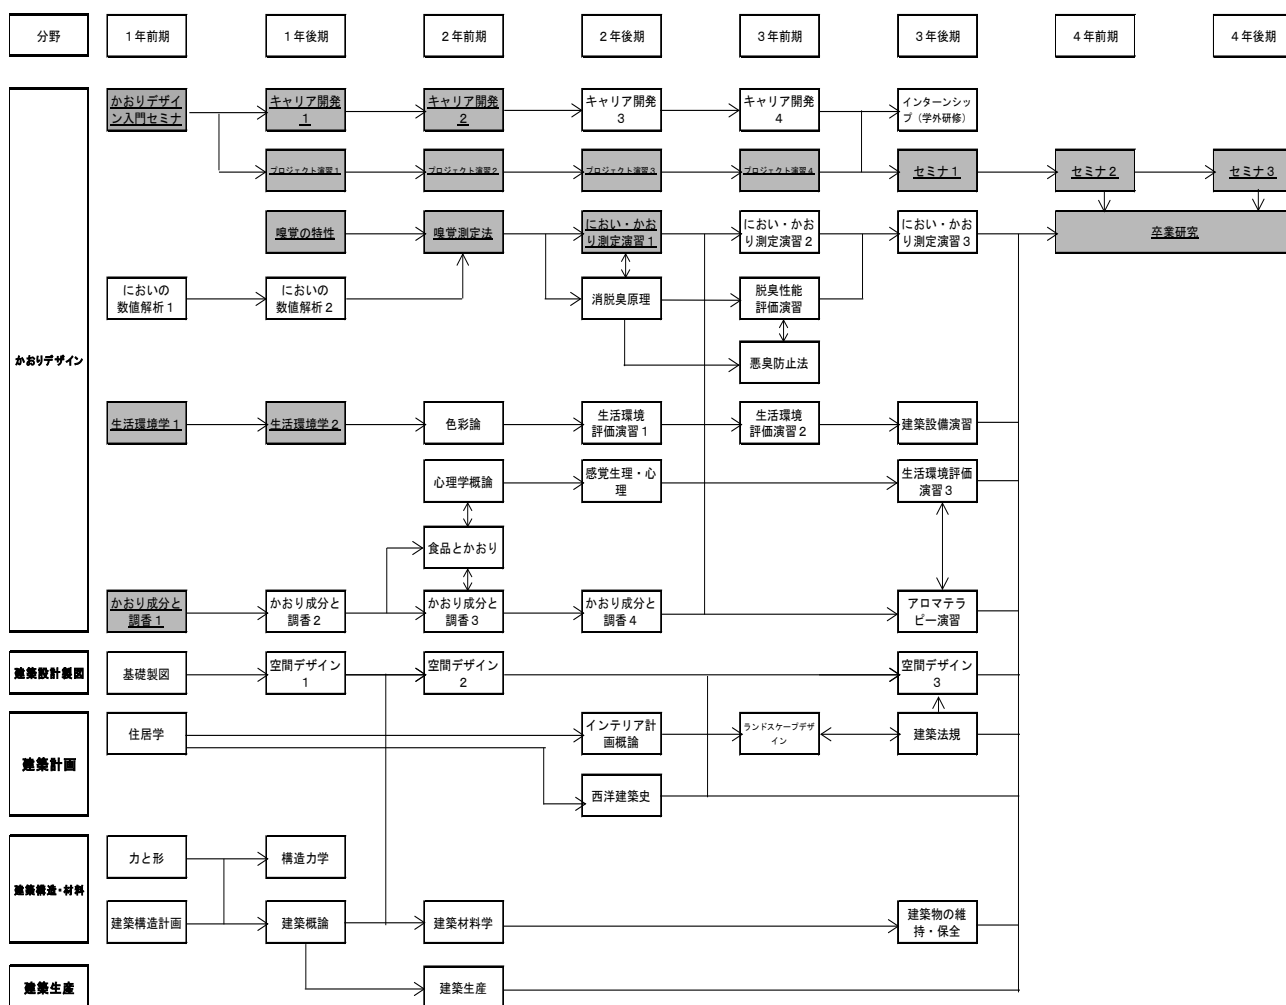 分野
1年前期
1年後期
2年前期
2年後期
3年前期
3年後期
4年前期
4年後期
かおりデザイン
かおりデザイ
ン入門セミナ
キャリア開発
1
キャリア開発
2
キャリア開発
3
キャリア開発
4
インターンシッ
プ（学外研修）
プロジェクト演習1
プロジェクト演習2
プロジェクト演習3
プロジェクト演習4
セミナ1
セミナ2
セミナ3
嗅覚の特性
嗅覚測定法
におい・かお
り測定演習1
におい・かお
り測定演習2
におい・かお
り測定演習3
卒業研究
においの
数値解析1
においの
数値解析2
消脱臭原理
脱臭性能
評価演習
悪臭防止法
生活環境学1
生活環境学2
色彩論
生活環境
評価演習1
生活環境
評価演習2
建築設備演習
心理学概論
感覚生理・心
理
生活環境評価
演習3
食品とかおり
かおり成分と
調香1
かおり成分と
調香2
かおり成分と
調香3
かおり成分と
調香4
アロマテラ
ピー演習
建築設計製図
基礎製図
空間デザイン
1
空間デザイン
2
空間デザイン
3
建築計画
住居学
インテリア計
画概論
ランドスケープデザ
イン
建築法規
西洋建築史
建築構造・材料
力と形
構造力学
建築構造計画
建築概論
建築材料学
建築物の維
持・保全
建築生産
建築生産